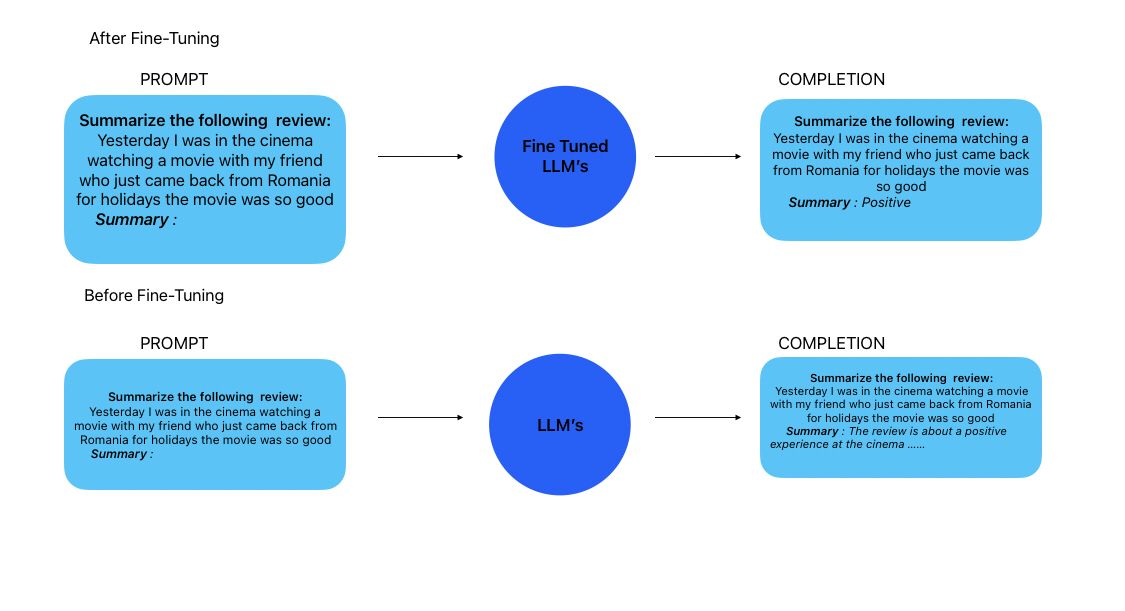 After Fine-Tuning
PROMPT
Summarize the following  review:
Yesterday I was in the cinema
watching a movie with my friend
who just came back from Romania
for holidays the movie was so good
Summary :
Fine Tuned
LLM’s
COMPLETION
Summarize the following  review:
Yesterday I was in the cinema watching a
movie with my friend who just came back
from Romania for holidays the movie was
so good
Summary : Positive
Before Fine-Tuning
PROMPT
Summarize the following  review:
Yesterday I was in the cinema watching a
movie with my friend who just came back from
Romania for holidays the movie was so good
Summary :
LLM’s
COMPLETION
Summarize the following  review:
Yesterday I was in the cinema watching a movie
with my friend who just came back from Romania
for holidays the movie was so good
Summary : The review is about a positive
experience at the cinema ......